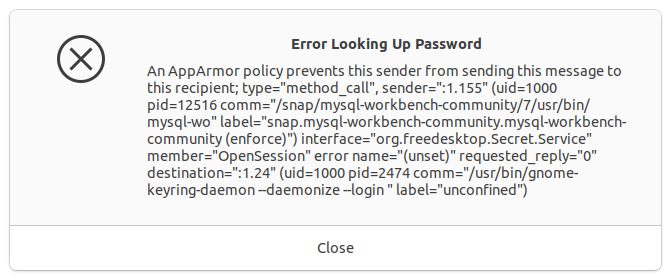 Error Looking Up Password
An AppArmor policy prevents this sender from sending this message to
this recipient; type="method_call", sender=":1.155" (uid=1000
pid=12516 comm="/snap/mysql-workbench-community/7/usr/bin/
mysql-wo" label="snap.mysql-workbench-community.mysql-workbench-
community (enforce)") interface="org.freedesktop.Secret.Service"
member="OpenSession" error name="(unset)" requested_reply="0"
destination=":1.24" (uid=1000 pid=2474 comm="/usr/bin/gnome-
keyring-daemon --daemonize --login " label="unconfined")
Close